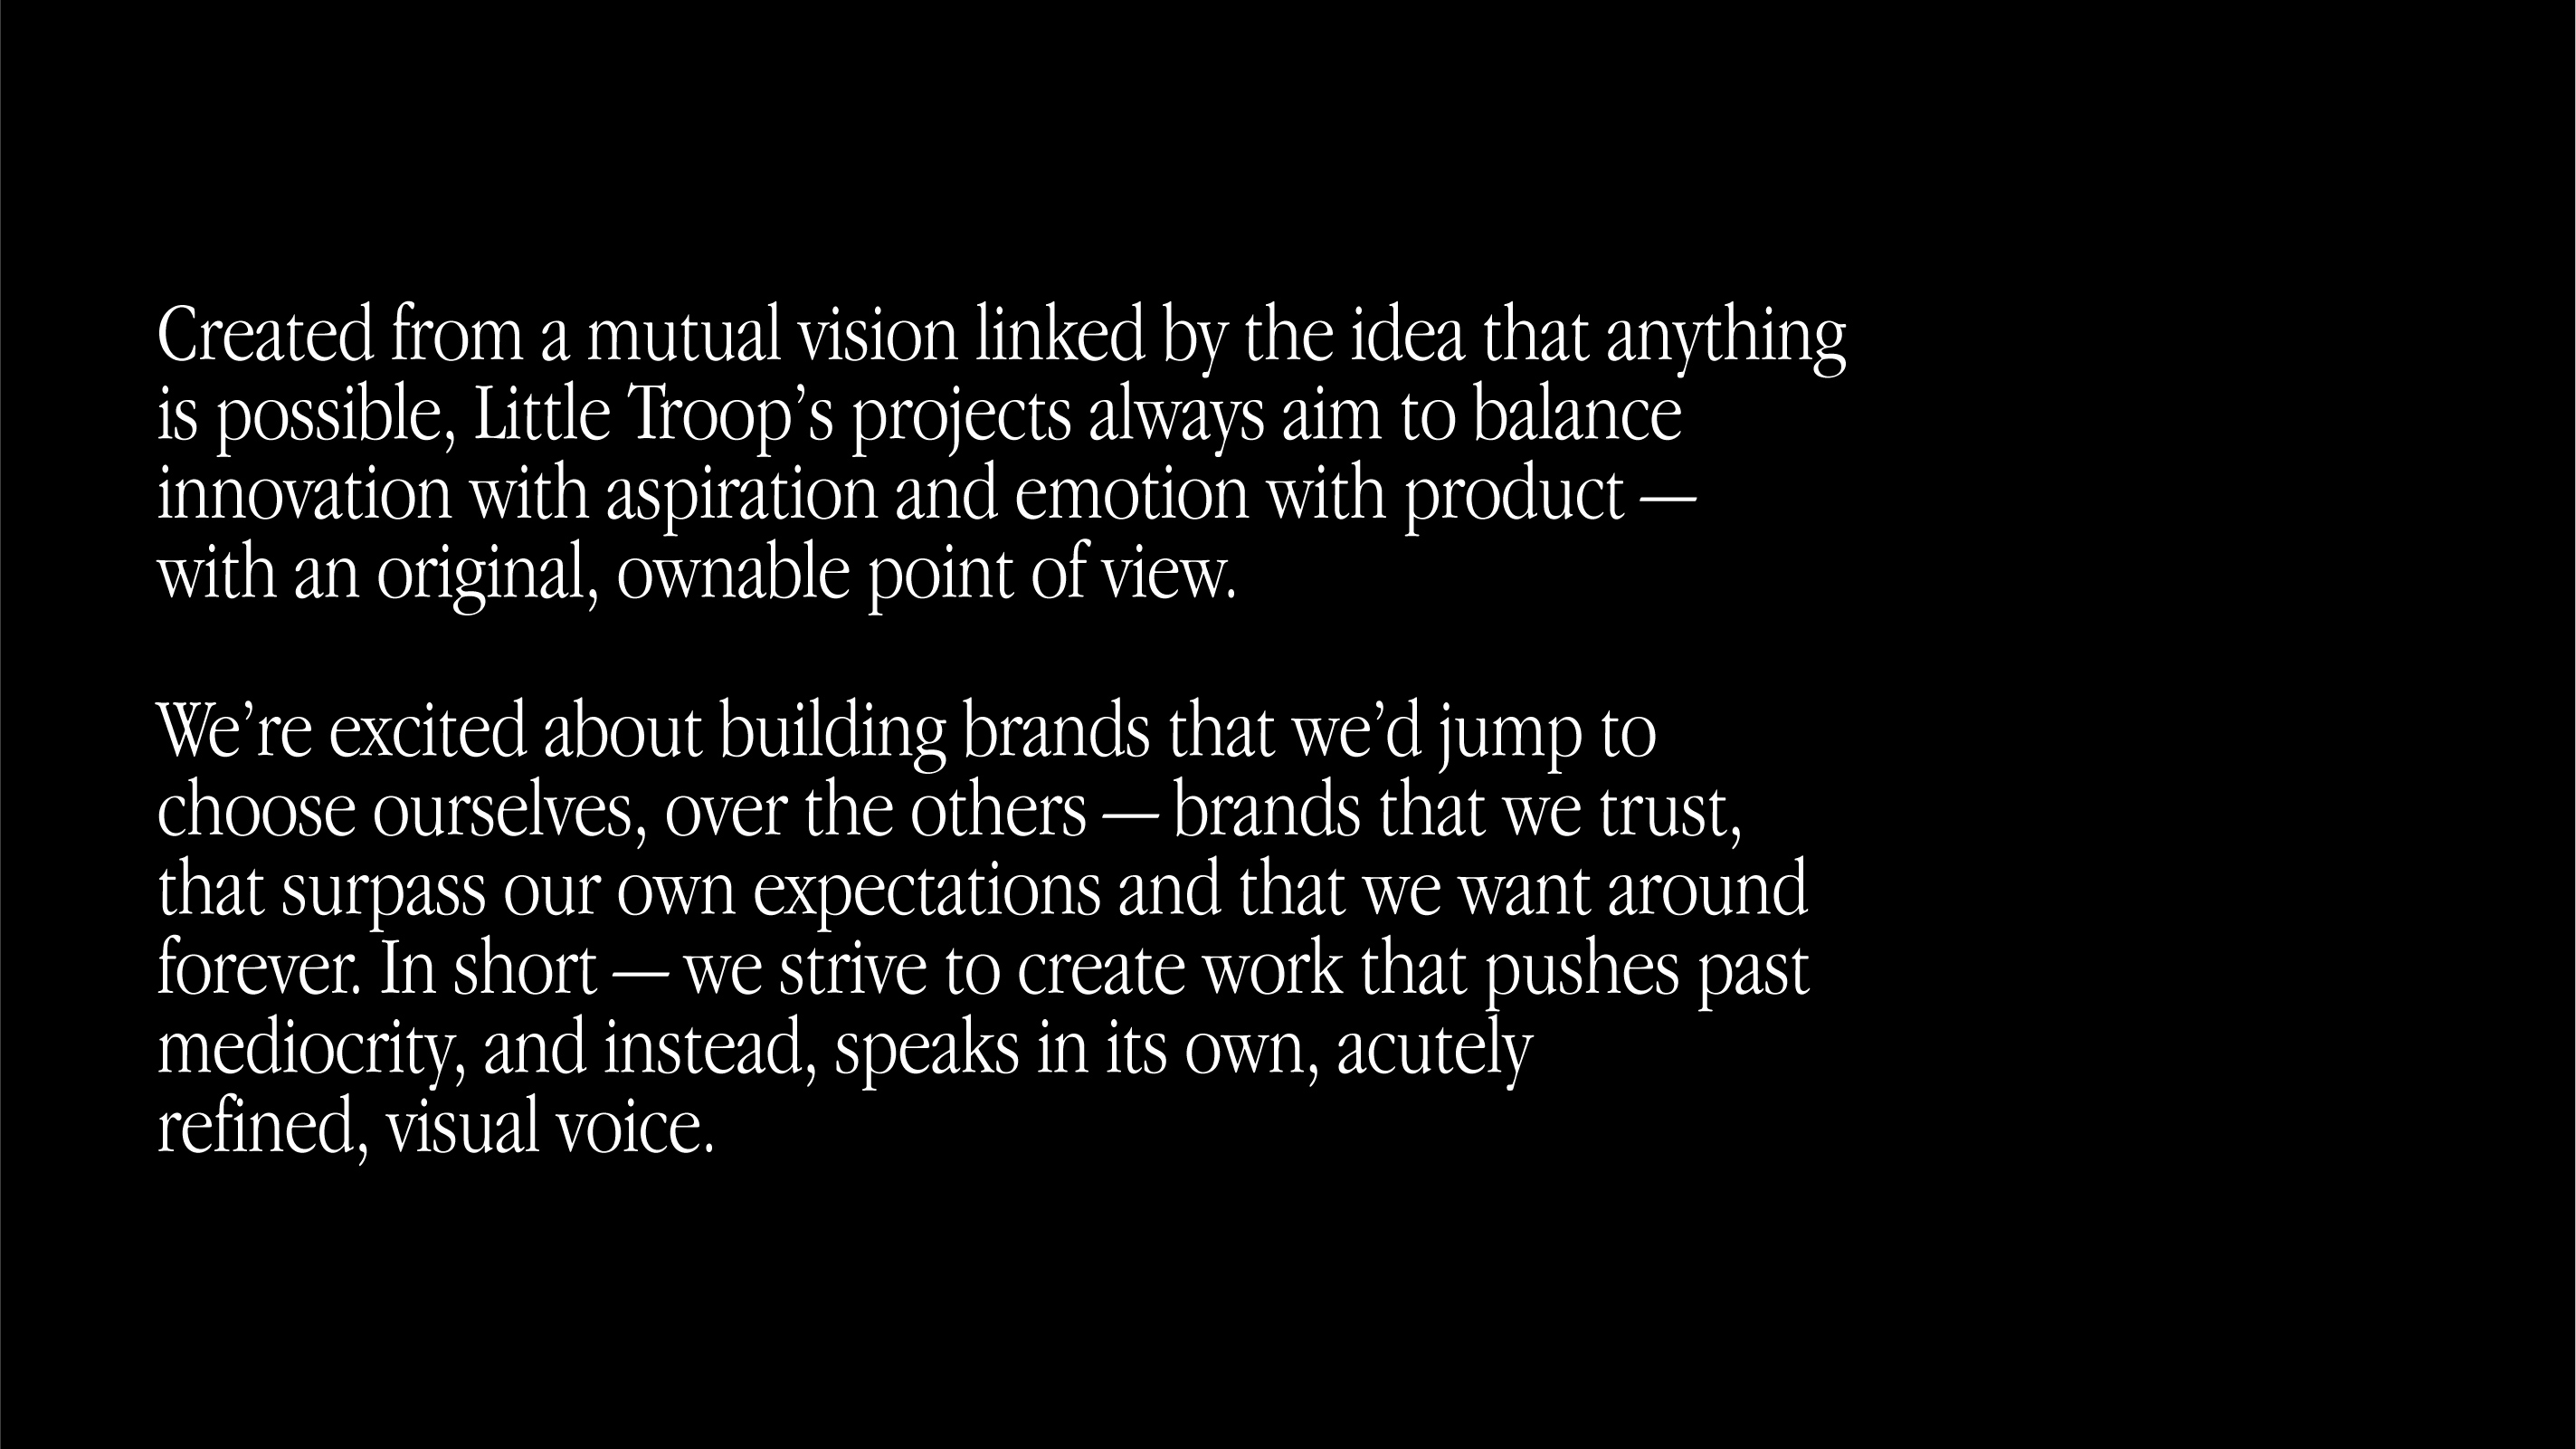 Created from a mutual vision linked by the idea that anything
is possible, Little Troop’s projects always aim to balance
innovation with aspiration and emotion with product —
with an original, ownable point of view.
We’re excited about building brands that we’d jump to
choose ourselves, over the others — brands that we trust,
that surpass our own expectations and that we want around
forever. In short — we strive to create work that pushes past
mediocrity, and instead, speaks in its own, acutely
refined, visual voice.